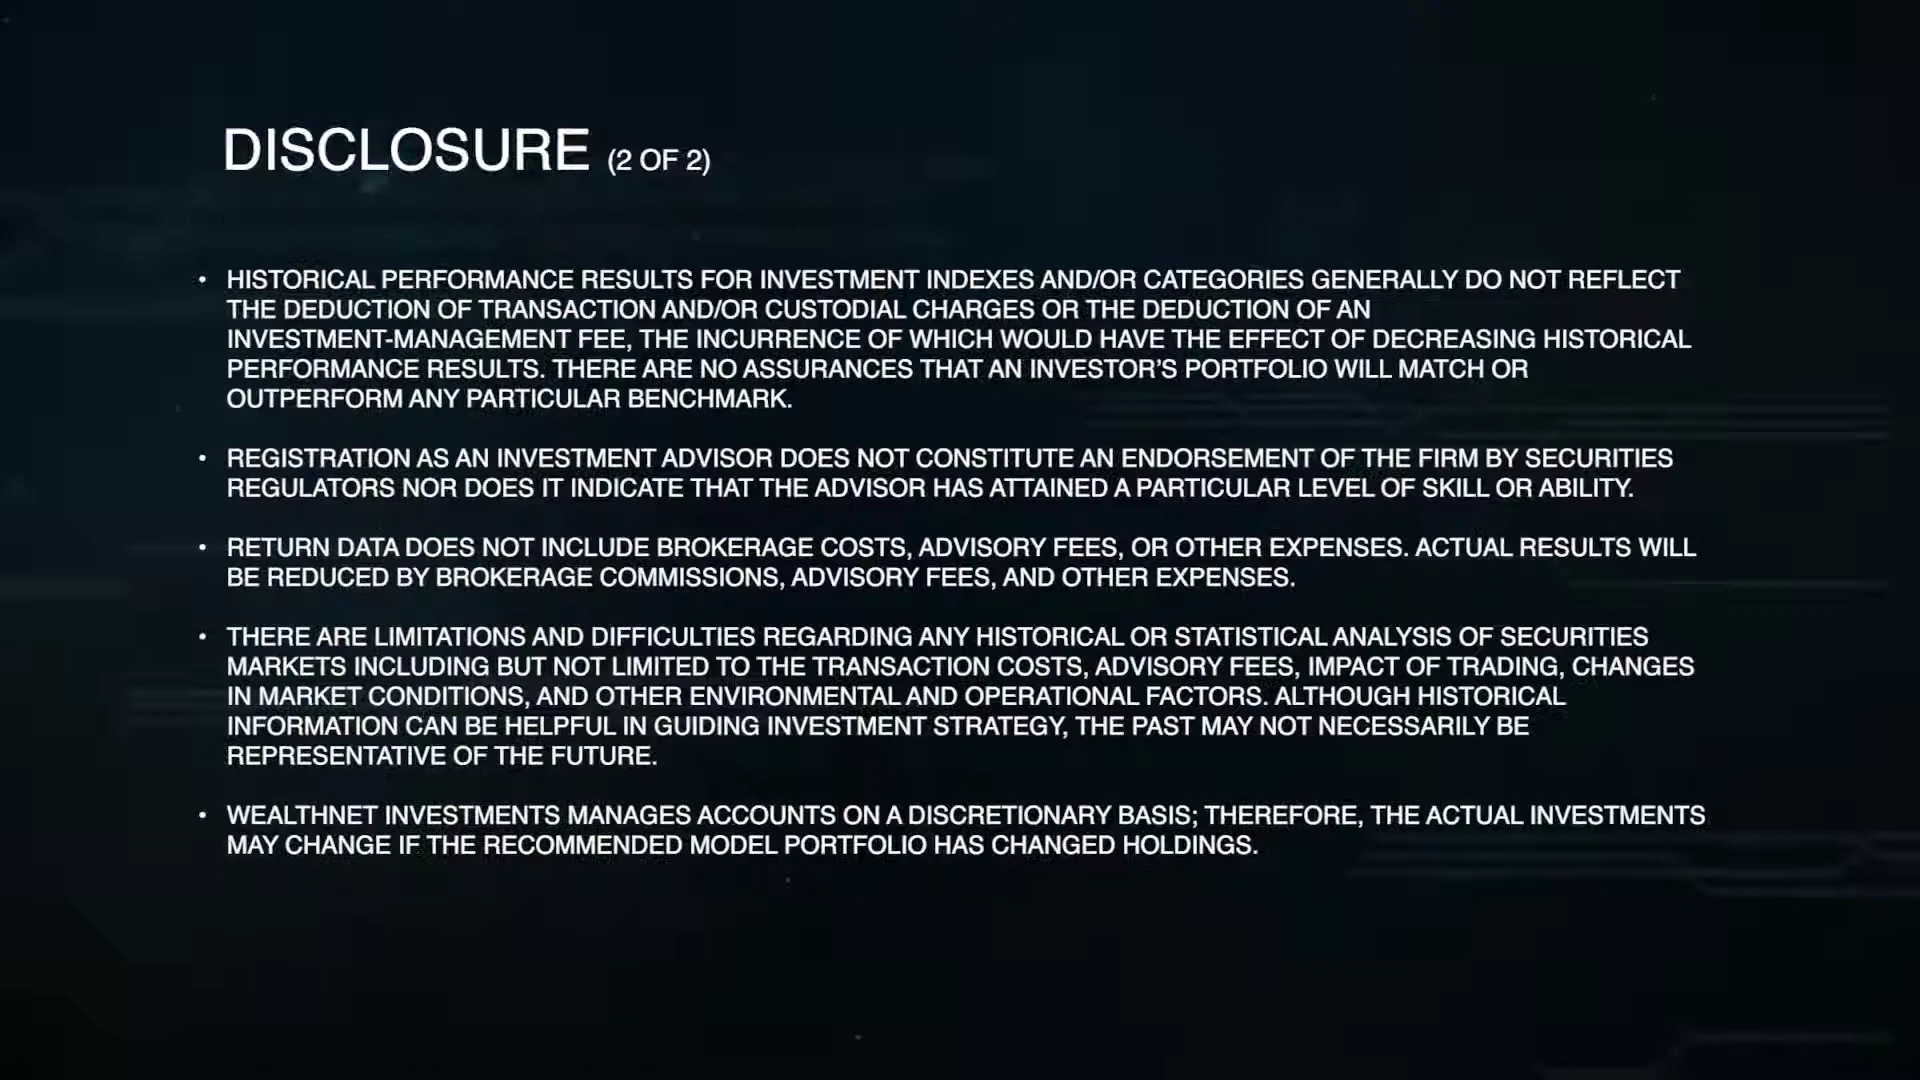 DISCLOSURE (2 OF 2)
• HISTORICAL PERFORMANCE RESULTS FOR INVESTMENT INDEXES AND/OR CATEGORIES GENERALLY DO NOT REFLECT
THE DEDUCTION OF TRANSACTION AND/OR CUSTODIAL CHARGES OR THE DEDUCTION OF AN
INVESTMENT-MANAGEMENT FEE, THE INCURRENCE OF WHICH WOULD HAVE THE EFFECT OF DECREASING HISTORICAL
PERFORMANCE RESULTS. THERE ARE NO ASSURANCES THAT AN INVESTOR’S PORTFOLIO WILL MATCH OR
OUTPERFORM ANY PARTICULAR BENCHMARK.
• REGISTRATION AS AN INVESTMENT ADVISOR DOES NOT CONSTITUTE AN ENDORSEMENT OF THE FIRM BY SECURITIES
REGULATORS NOR DOES IT INDICATE THAT THE ADVISOR HAS ATTAINED A PARTICULAR LEVEL OF SKILL OR ABILITY.
• RETURN DATA DOES NOT INCLUDE BROKERAGE COSTS, ADVISORY FEES, OR OTHER EXPENSES. ACTUAL RESULTS WILL
BE REDUCED BY BROKERAGE COMMISSIONS, ADVISORY FEES, AND OTHER EXPENSES.
• THERE ARE LIMITATIONS AND DIFFICULTIES REGARDING ANY HISTORICAL OR STATISTICAL ANALYSIS OF SECURITIES
MARKETS INCLUDING BUT NOT LIMITED TO THE TRANSACTION COSTS, ADVISORY FEES, IMPACT OF TRADING, CHANGES
IN MARKET CONDITIONS, AND OTHER ENVIRONMENTAL AND OPERATIONAL FACTORS. ALTHOUGH HISTORICAL
INFORMATION CAN BE HELPFUL IN GUIDING INVESTMENT STRATEGY, THE PAST MAY NOT NECESSARILY BE
REPRESENTATIVE OF THE FUTURE.
• WEALTHNET INVESTMENTS MANAGES ACCOUNTS ON A DISCRETIONARY BASIS; THEREFORE, THE ACTUAL INVESTMENTS
MAY CHANGE IF THE RECOMMENDED MODEL PORTFOLIO HAS CHANGED HOLDINGS.